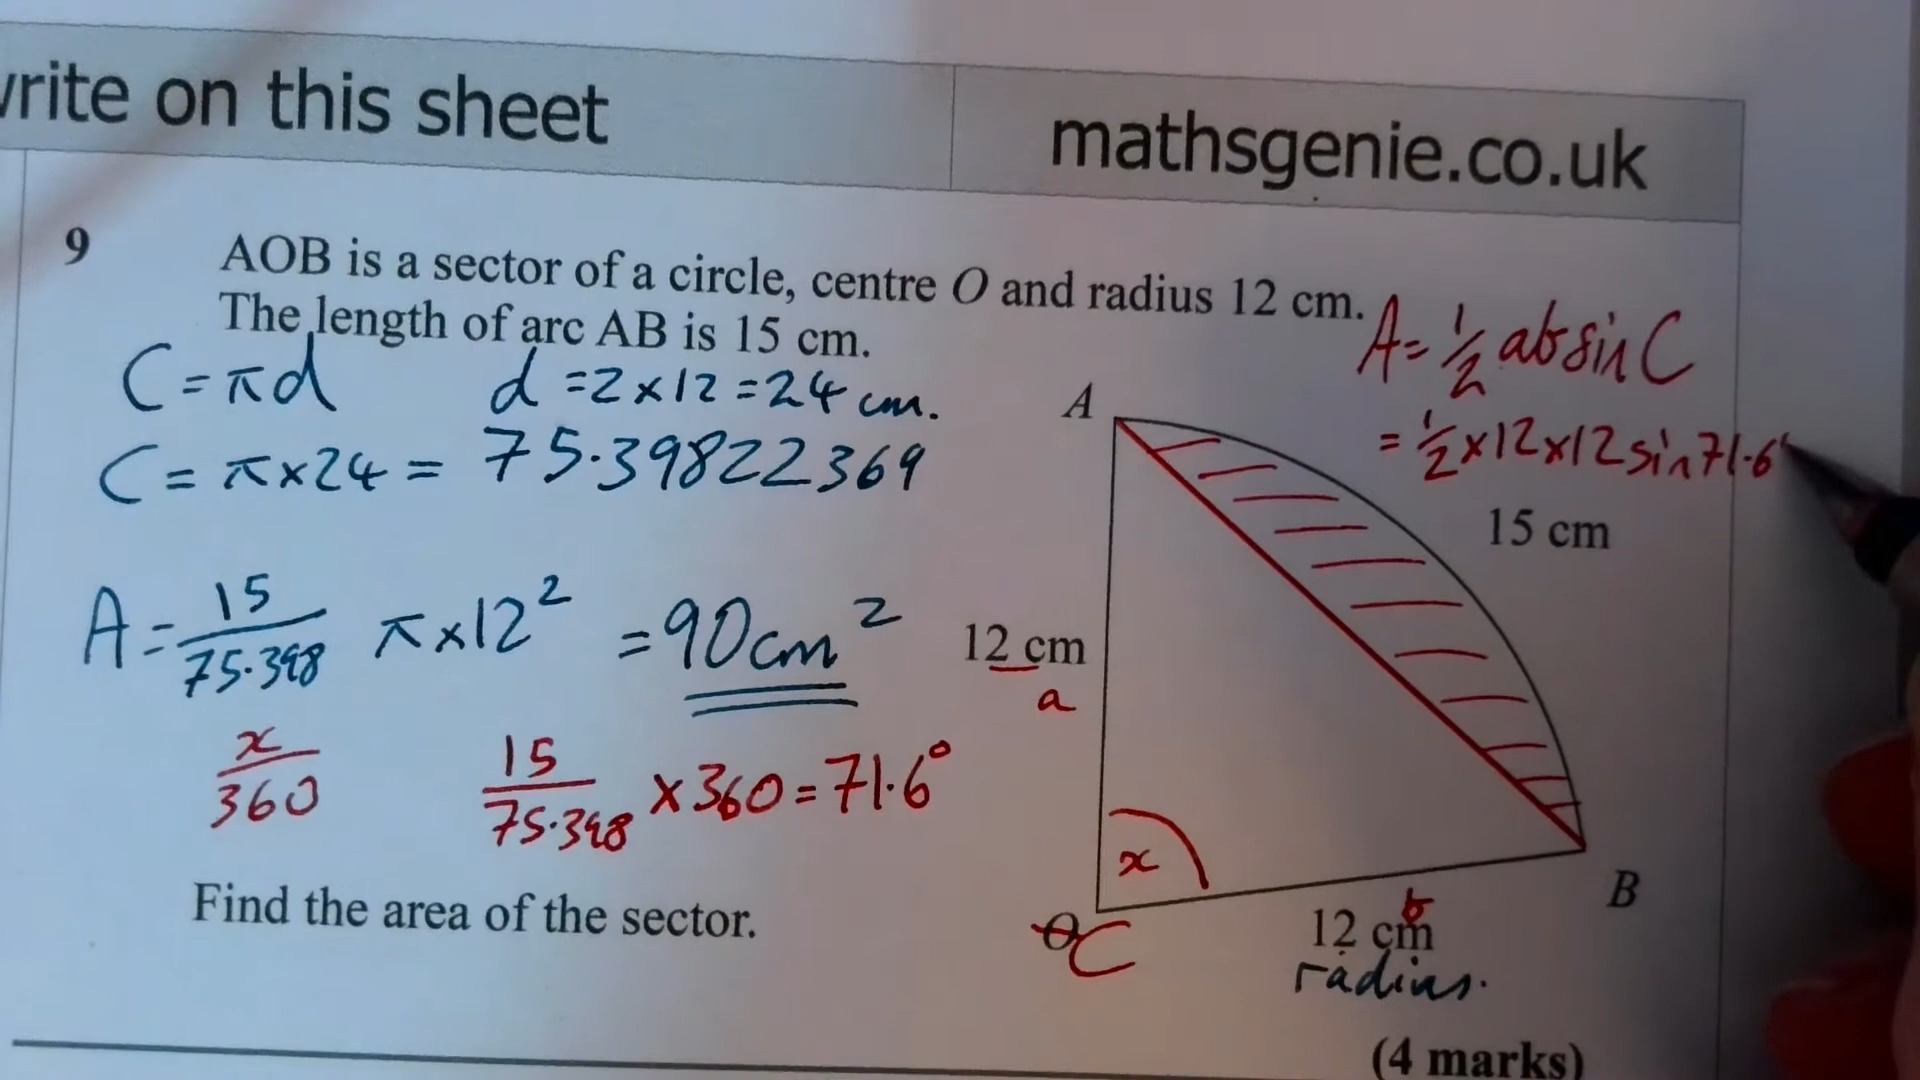 write on this sheet
mathsgenie.co.uk
9
AOB is a sector of a circle, centre O and radius 12 cm.
The length of arc AB is 15 cm.
C = πd
d = 2 × 12 = 24 cm.
C = π × 24 = 75.39822369
A = 15/75.398 π × 12² = 90cm²
x/360
15/75.398 × 360 = 71.6°
Find the area of the sector.
A = ½ ab sin C
= ½ × 12 × 12 sin 71.6°
A
15 cm
12 cm
a
x
B
O
C
b
12 cm
radius.
(4 marks)